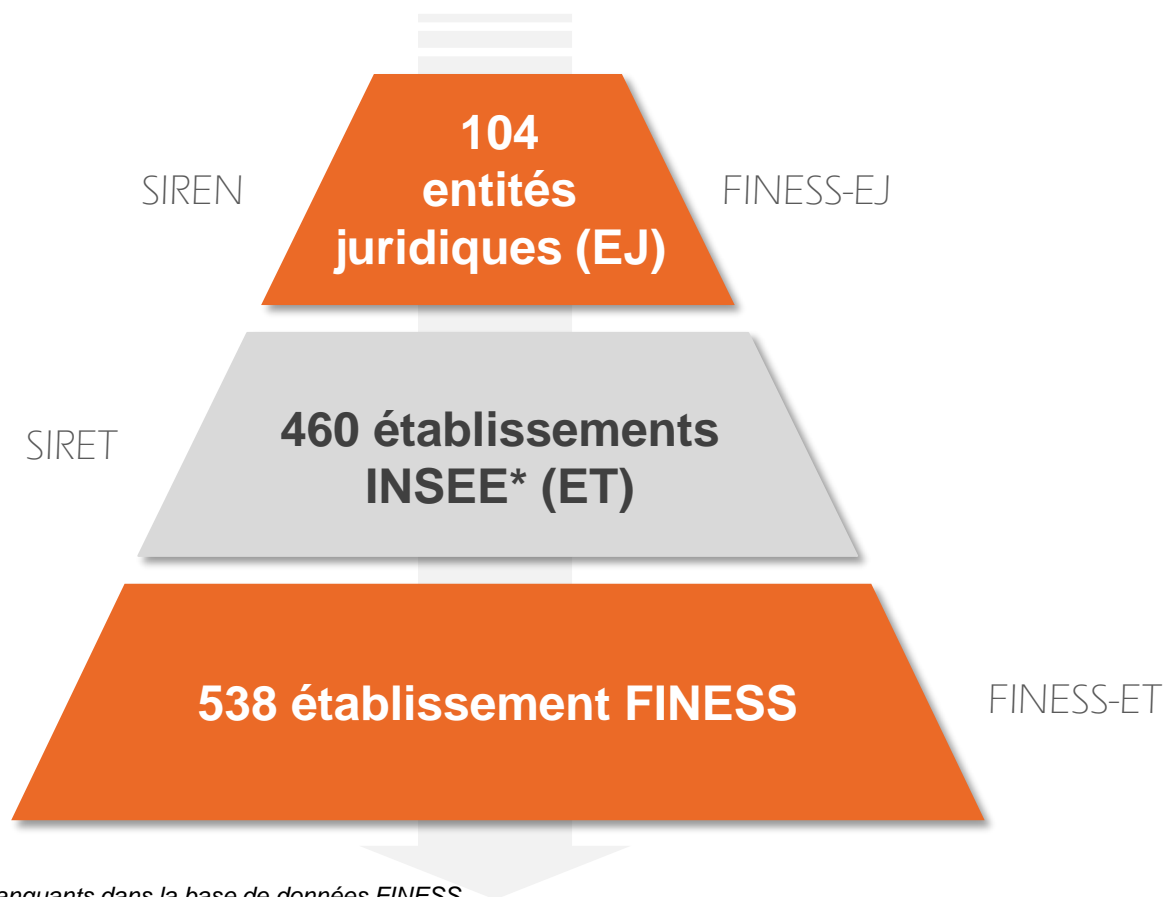 104
entités
juridiques (EJ)
SIREN
FINESS-EJ
460 établissements
INSEE* (ET)
SIRET
538 établissement FINESS
FINESS-ET
dans la base de données FINESS